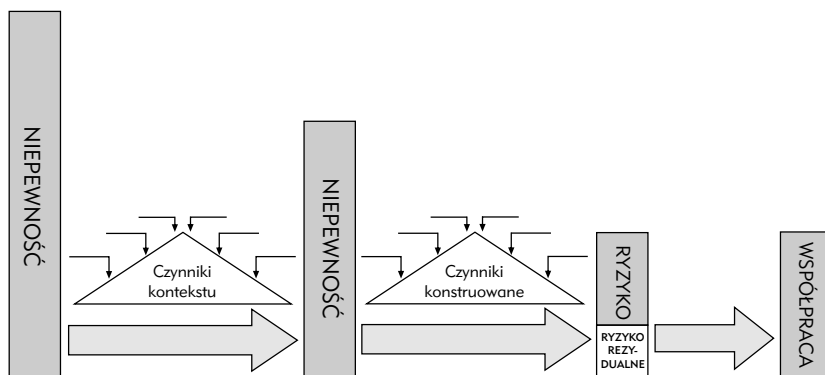 NIEPEWNOŚĆ
Czynniki
kontekstu
NIEPEWNOŚĆ
Czynniki
konstruowane
RYZYKO
RYZYKO
REZY-
DUALNE
WSPÓŁPRACA